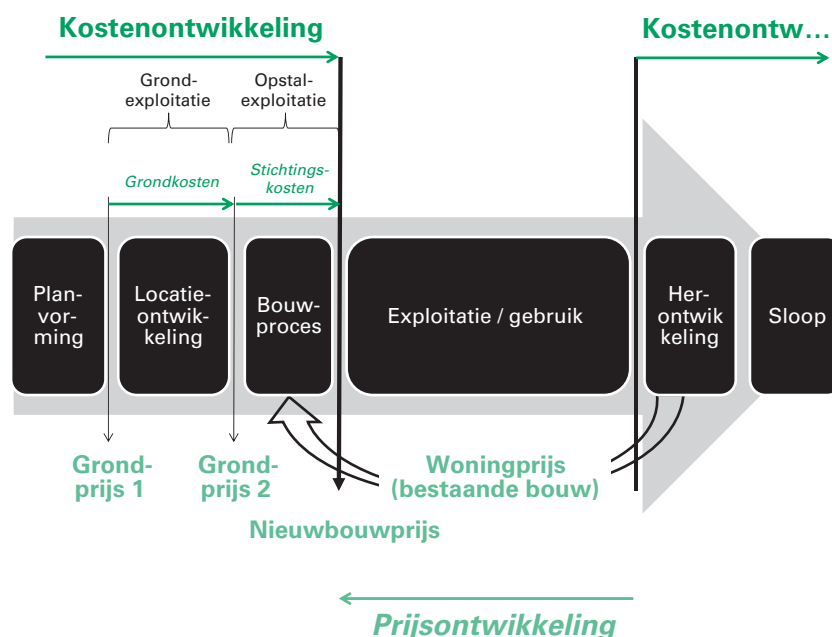 Kostenontwikkeling
Kostenontw…
Grond-
exploitatie
Opstal-
exploitatie
Grondkosten
Stichtings-
kosten
Plan-
vor-
ming
Locatie-
ontwik-
keling
Bouw-
proces
Exploitatie / gebruik
Her-
ontwik
keling
Sloop
Grond-
prijs 1
Grond-
prijs 2
Woningprijs
(bestaande bouw)
Nieuwbouwprijs
Prijsontwikkeling